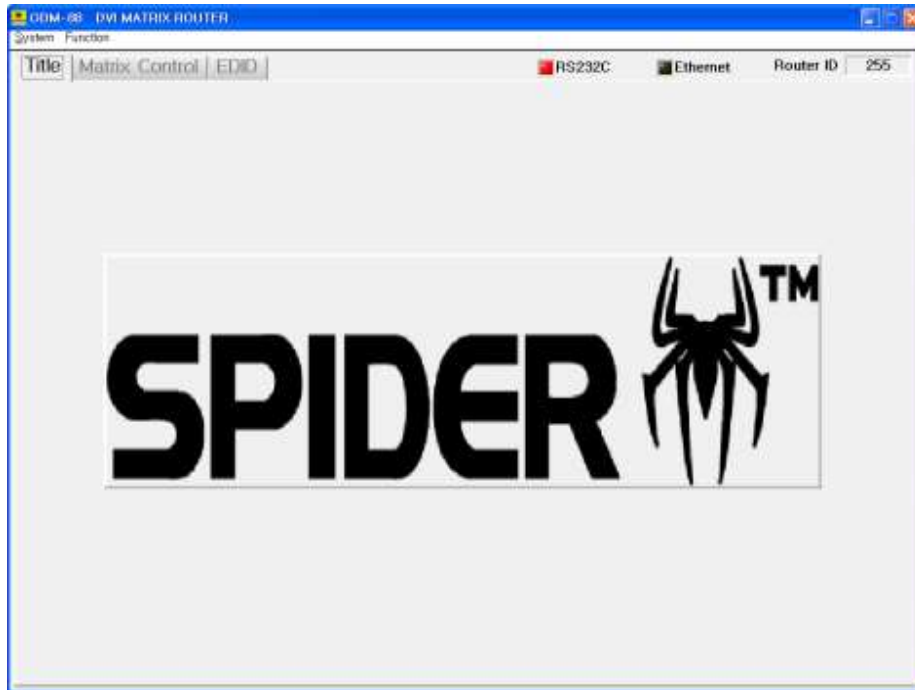 ODM-88 DVI MATRIX ROUTER
System Function
Title Matrix Control EDID RS232C Ethernet Router ID 255
SPIDER TM